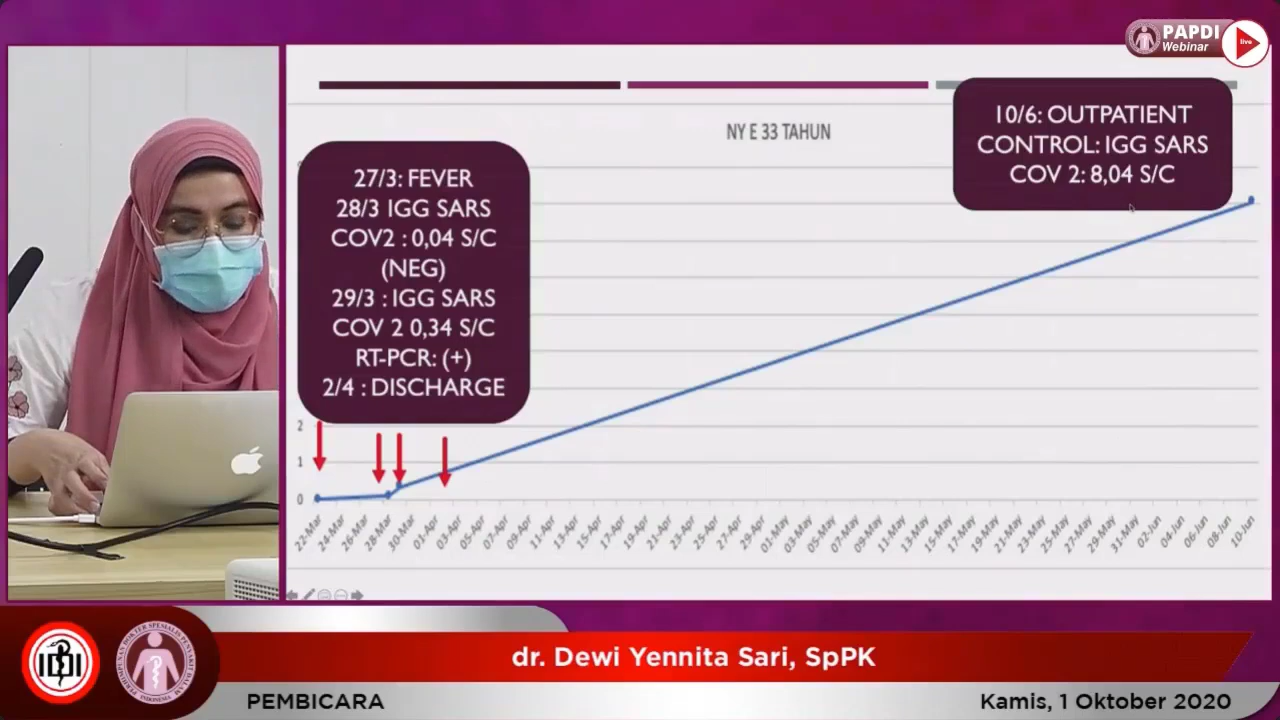 PAPDI
Webinar
live
NY E 33 TAHUN
27/3: FEVER
28/3 IGG SARS
COV2 : 0,04 S/C
(NEG)
29/3 : IGG SARS
COV 2 0,34 S/C
RT-PCR: (+)
2/4 : DISCHARGE
10/6: OUTPATIENT
CONTROL: IGG SARS
COV 2: 8,04 S/C
2
1
0
22-Mar
24-Mar
26-Mar
28-Mar
30-Mar
01-Apr
03-Apr
05-Apr
07-Apr
09-Apr
11-Apr
13-Apr
15-Apr
17-Apr
19-Apr
21-Apr
23-Apr
25-Apr
27-Apr
29-Apr
01-May
03-May
05-May
07-May
09-May
11-May
13-May
15-May
17-May
19-May
21-May
23-May
25-May
27-May
29-May
31-May
02-Jun
04-Jun
06-Jun
08-Jun
10-Jun
IDI
dr. Dewi Yennita Sari, SpPK
PEMBICARA
Kamis, 1 Oktober 2020